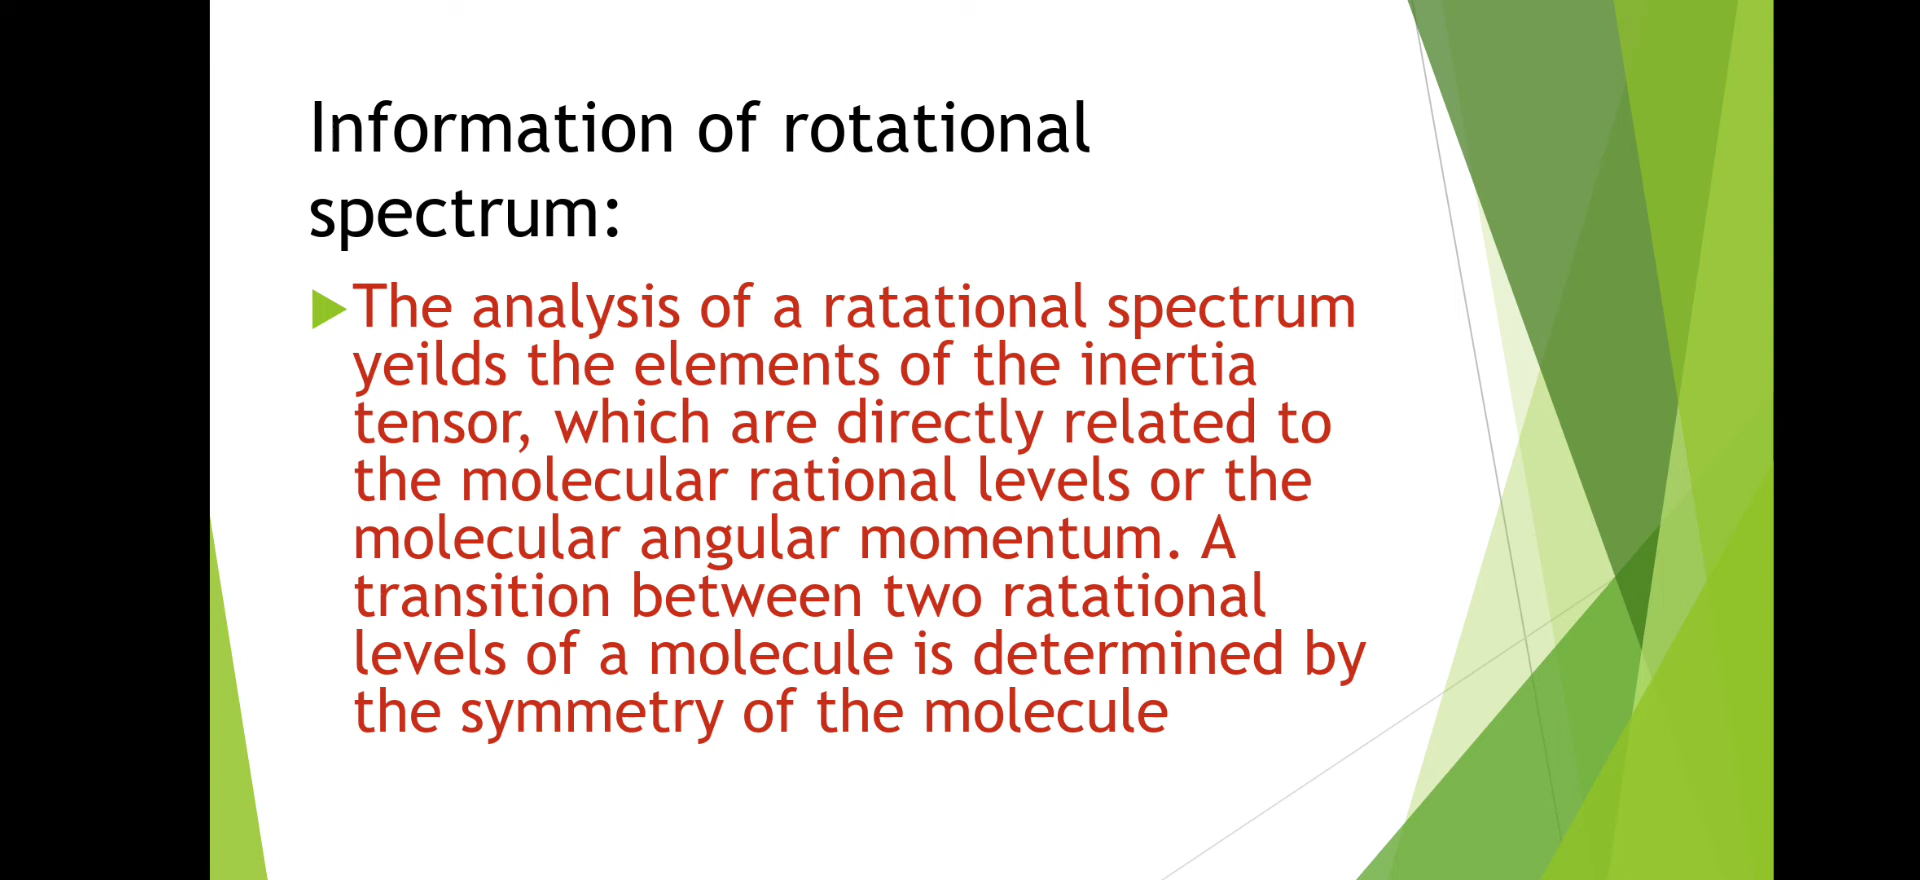 Information of rotational
spectrum:
The analysis of a ratational spectrum
yeilds the elements of the inertia
tensor, which are directly related to
the molecular rational levels or the
molecular angular momentum. A
transition between two ratational
levels of a molecule is determined by
the symmetry of the molecule